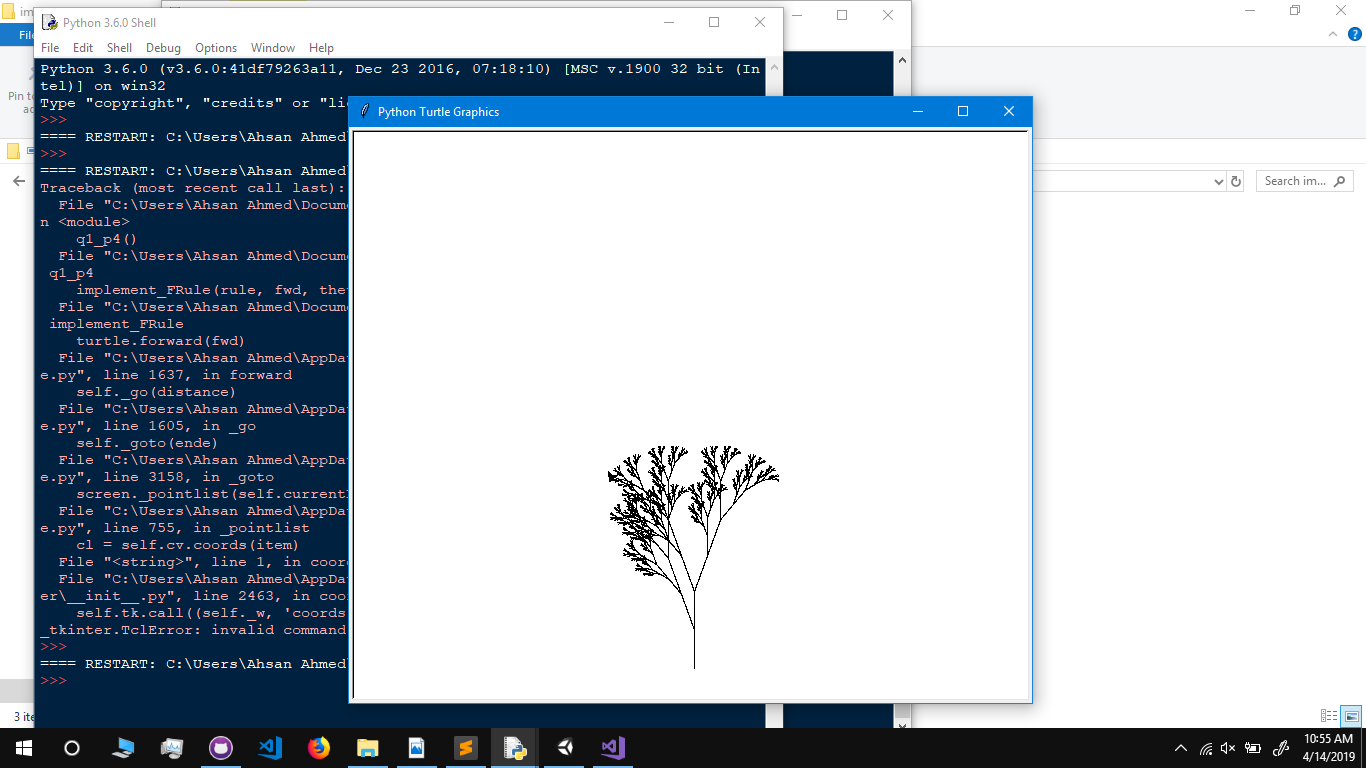 im
Python 3.6.0 Shell
File
File Edit Shell Debug Options Window Help
Python 3.6.0 (v3.6.0:41df79263a11, Dec 23 2016, 07:18:10) [MSC v.1900 32 bit (In
tel)] on win32
Type "copyright", "credits" or "li
Pin t
>>>
==== RESTART: C:\Users\Ahsan Ahmed\
>>>
==== RESTART: C:\Users\Ahsan Ahmed\
Traceback (most recent call last):
File "C:\Users\Ahsan Ahmed\Docume
n <module>
q1_p4()
File "C:\Users\Ahsan Ahmed\Docume
q1_p4
implement_FRule(rule, fwd, the
File "C:\Users\Ahsan Ahmed\Docum
implement_FRule
turtle.forward(fwd)
File "C:\Users\Ahsan Ahmed\AppDat
e.py", line 1637, in forward
self._go(distance)
File "C:\Users\Ahsan Ahmed\AppDat
e.py", line 1605, in _go
self._goto(ende)
File "C:\Users\Ahsan Ahmed\AppDat
e.py", line 3158, in _goto
screen._pointlist(self.current
File "C:\Users\Ahsan Ahmed\AppDat
e.py", line 755, in _pointlist
cl = self.cv.coords(item)
File "<string>", line 1, in coor
File "C:\Users\Ahsan Ahmed\AppDat
er\__init__.py", line 2463, in coo
self.tk.call((self._w, 'coords
_tkinter.TclError: invalid command
>>>
==== RESTART: C:\Users\Ahsan Ahmed\
>>>
Python Turtle Graphics
Search im...
3 ite
10:55 AM
4/14/2019